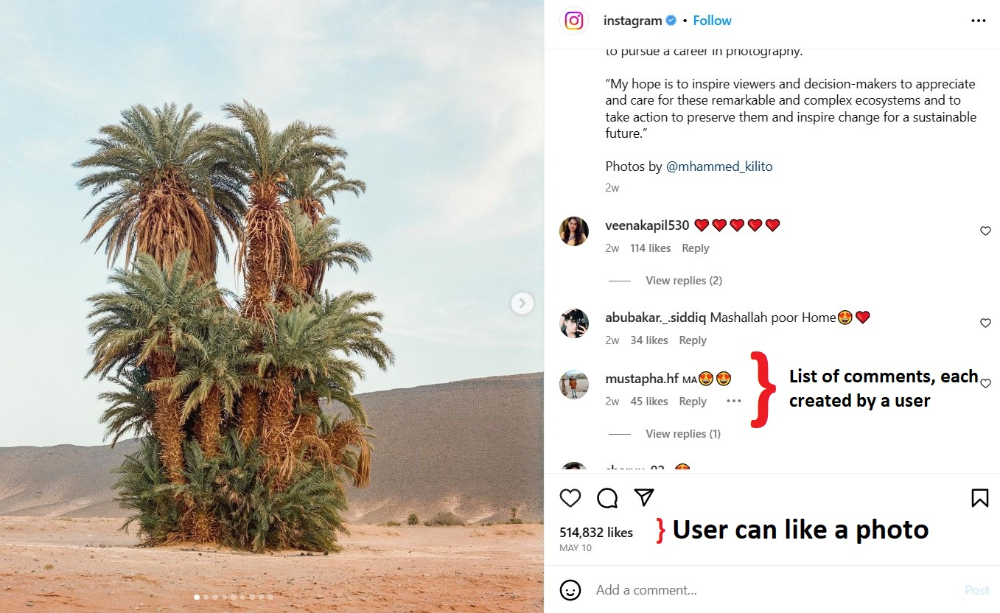 instagram • Follow
to pursue a career in photography.
“My hope is to inspire viewers and decision-makers to appreciate
and care for these remarkable and complex ecosystems and to
take action to preserve them and inspire change for a sustainable
future.”
Photos by @mhammed_kilito
2w
veenakapil530 ❤️❤️❤️❤️❤️
2w 114 likes Reply
View replies (2)
abubakar._.siddiq Mashallah poor Home😍❤️
2w 34 likes Reply
mustapha.hf ᴍᴀ😍😍
2w 45 likes Reply
View replies (1)
List of comments, each
created by a user
514,832 likes
User can like a photo
MAY 10
Add a comment...
Post